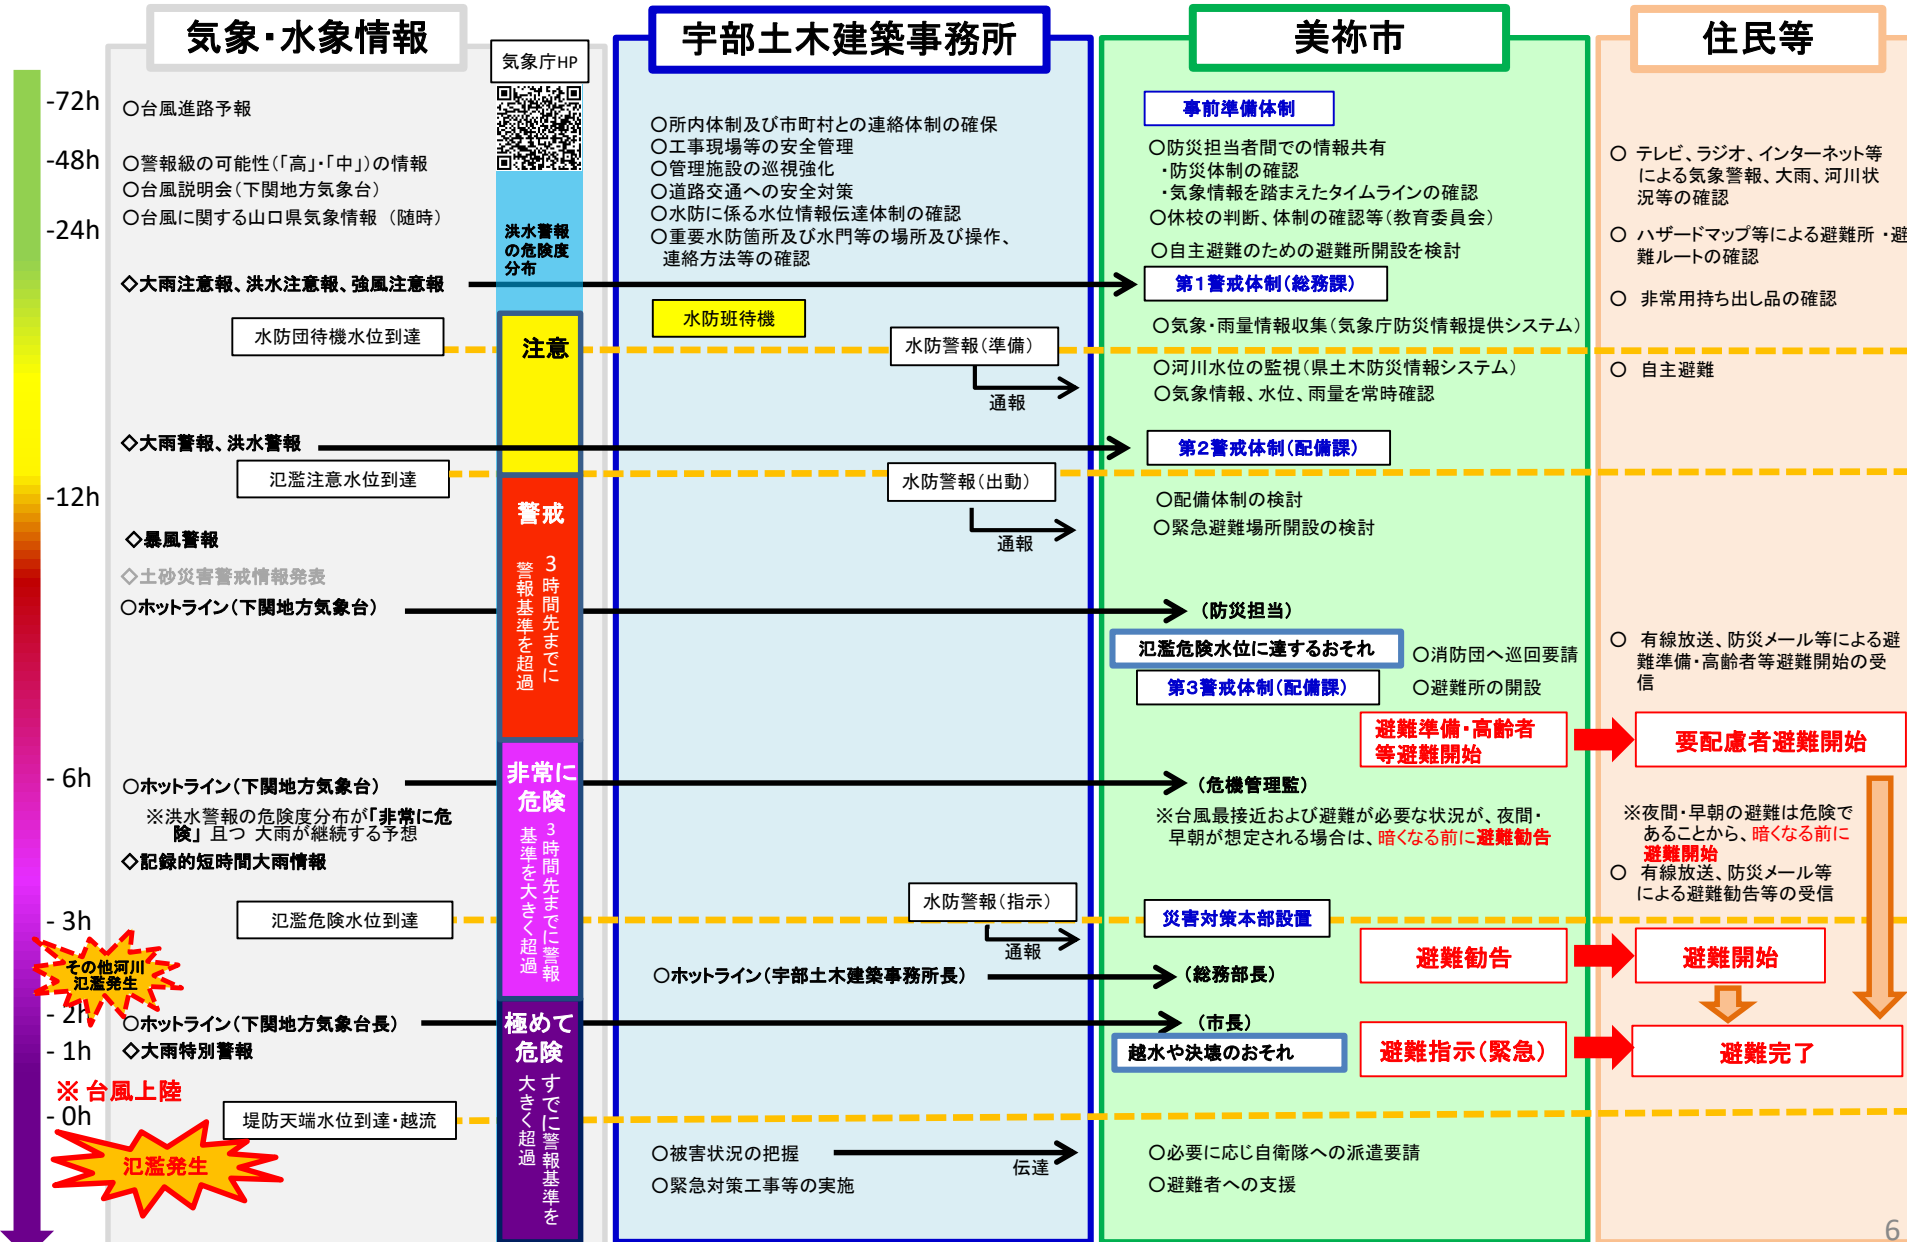 気象・水象情報
気象庁HP
-72h
-48h
-24h
-12h
- 6h
- 3h
- 2h
- 1h
- 0h
○台風進路予報
○警報級の可能性(「高」・「中」)の情報
○台風説明会(下関地方気象台)
○台風に関する山口県気象情報 (随時)
◇大雨注意報、洪水注意報、強風注意報
水防団待機水位到達
◇大雨警報、洪水警報
氾濫注意水位到達
◇暴風警報
◇土砂災害警戒情報発表
○ホットライン(下関地方気象台)
○ホットライン(下関地方気象台)
※洪水警報の危険度分布が「非常に危
険」 且つ 大雨が継続する予想
◇記録的短時間大雨情報
氾濫危険水位到達
その他河川
氾濫発生
○ホットライン(下関地方気象台長)
◇大雨特別警報
※ 台風上陸
堤防天端水位到達・越流
氾濫発生
洪水警報
の危険度
分布
注意
警戒
3時間先までに
警報基準を超過
非常に
危険
3時間先までに警報
基準を大きく超過
極めて
危険
すでに警報基準を
大きく超過
宇部土木建築事務所
○所内体制及び市町村との連絡体制の確保
○工事現場等の安全管理
○管理施設の巡視強化
○道路交通への安全対策
○水防に係る水位情報伝達体制の確認
○重要水防箇所及び水門等の場所及び操作、
連絡方法等の確認
水防班待機
水防警報(準備)
通報
水防警報(出動)
通報
水防警報(指示)
通報
○ホットライン(宇部土木建築事務所長)
○被害状況の把握
伝達
○緊急対策工事等の実施
美祢市
事前準備体制
○防災担当者間での情報共有
・防災体制の確認
・気象情報を踏まえたタイムラインの確認
○休校の判断、体制の確認等(教育委員会)
○自主避難のための避難所開設を検討
第1警戒体制(総務課)
○気象・雨量情報収集(気象庁防災情報提供システム)
○河川水位の監視(県土木防災情報システム)
○気象情報、水位、雨量を常時確認
第2警戒体制(配備課)
○配備体制の検討
○緊急避難場所開設の検討
(防災担当)
氾濫危険水位に達するおそれ
○消防団へ巡回要請
第3警戒体制(配備課)
○避難所の開設
避難準備・高齢者
等避難開始
(危機管理監)
※台風最接近および避難が必要な状況が、夜間・
早朝が想定される場合は、暗くなる前に避難勧告
災害対策本部設置
避難勧告
(総務部長)
(市長)
越水や決壊のおそれ
避難指示(緊急)
○必要に応じ自衛隊への派遣要請
○避難者への支援
住民等
○ テレビ、ラジオ、インターネット等
による気象警報、大雨、河川状
況等の確認
○ ハザードマップ等による避難所 ・避
難ルートの確認
○ 非常用持ち出し品の確認
○ 自主避難
○ 有線放送、防災メール等による避
難準備・高齢者等避難開始の受
信
要配慮者避難開始
※夜間・早朝の避難は危険で
あることから、暗くなる前に
避難開始
○ 有線放送、防災メール等
による避難勧告等の受信
避難開始
避難完了
6